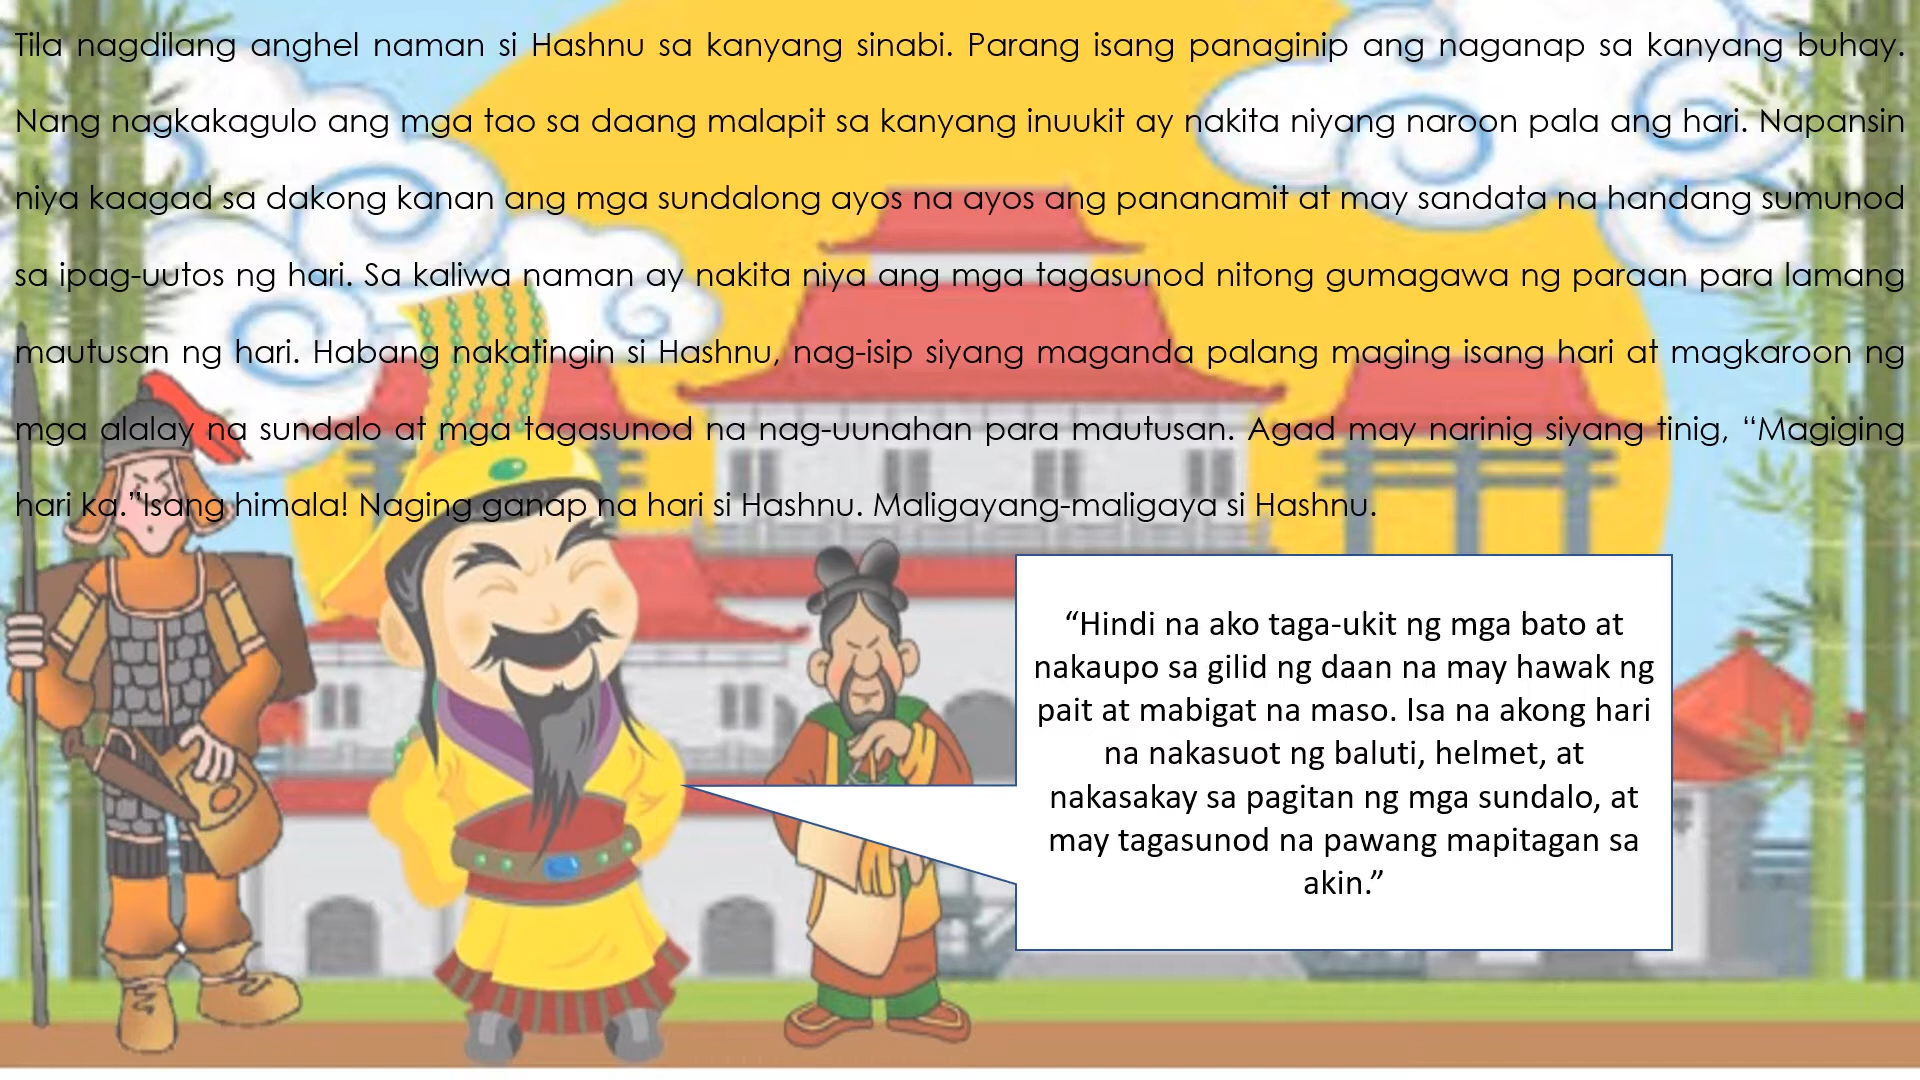 Tila nagdilang anghel naman si Hashnu sa kanyang sinabi. Parang isang panaginip ang naganap sa kanyang buhay.
Nang nagkakagulo ang mga tao sa daang malapit sa kanyang inuukit ay nakita niyang naroon pala ang hari. Napansin
niya kaagad sa dakong kanan ang mga sundalong ayos na ayos ang pananamit at may sandata na handang sumunod
sa ipag-uutos ng hari. Sa kaliwa naman ay nakita niya ang mga tagasunod nitong gumagawa ng paraan para lamang
mautusan ng hari. Habang nakatingin si Hashnu, nag-isip siyang maganda palang maging isang hari at magkaroon ng
mga alalay na sundalo at mga tagasunod na nag-uunahan para mautusan. Agad may narinig siyang tinig, “Magiging
hari ka.”Isang himala! Naging ganap na hari si Hashnu. Maligayang-maligaya si Hashnu.
“Hindi na ako taga-ukit ng mga bato at
nakaupo sa gilid ng daan na may hawak ng
pait at mabigat na maso. Isa na akong hari
na nakasuot ng baluti, helmet, at
nakasakay sa pagitan ng mga sundalo, at
may tagasunod na pawang mapitagan sa
akin.”